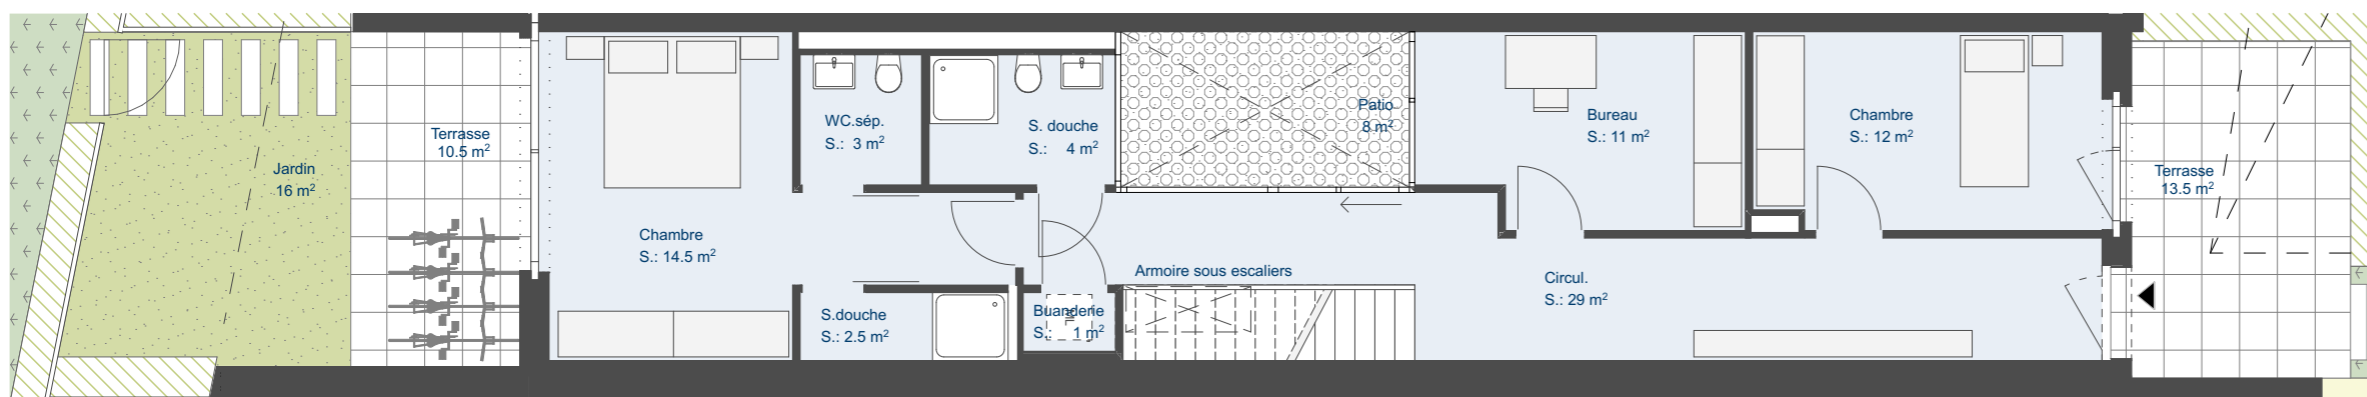 Jardin
16 m²
Terrasse
10.5 m²
Chambre
S.: 14.5 m²
WC.sép.
S.: 3 m²
S. douche
S.: 4 m²
S.douche
S.: 2.5 m²
Buanderie
S.: 1 m²
Armoire sous escaliers
Patio
8 m²
Bureau
S.: 11 m²
Circul.
S.: 29 m²
Chambre
S.: 12 m²
Terrasse
13.5 m²